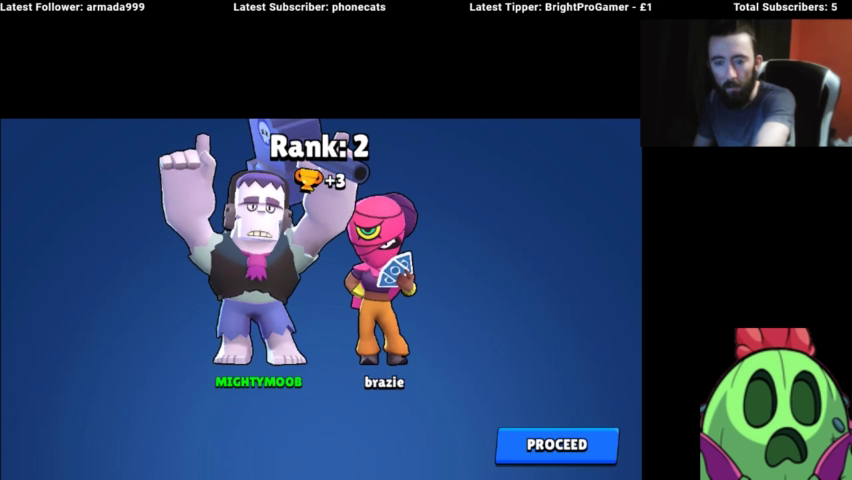 Latest Follower: armada999
Latest Subscriber: phonecats
Latest Tipper: BrightProGamer - £1
Total Subscribers: 5
Rank: 2
+3
MIGHTYMOOB
brazie
PROCEED